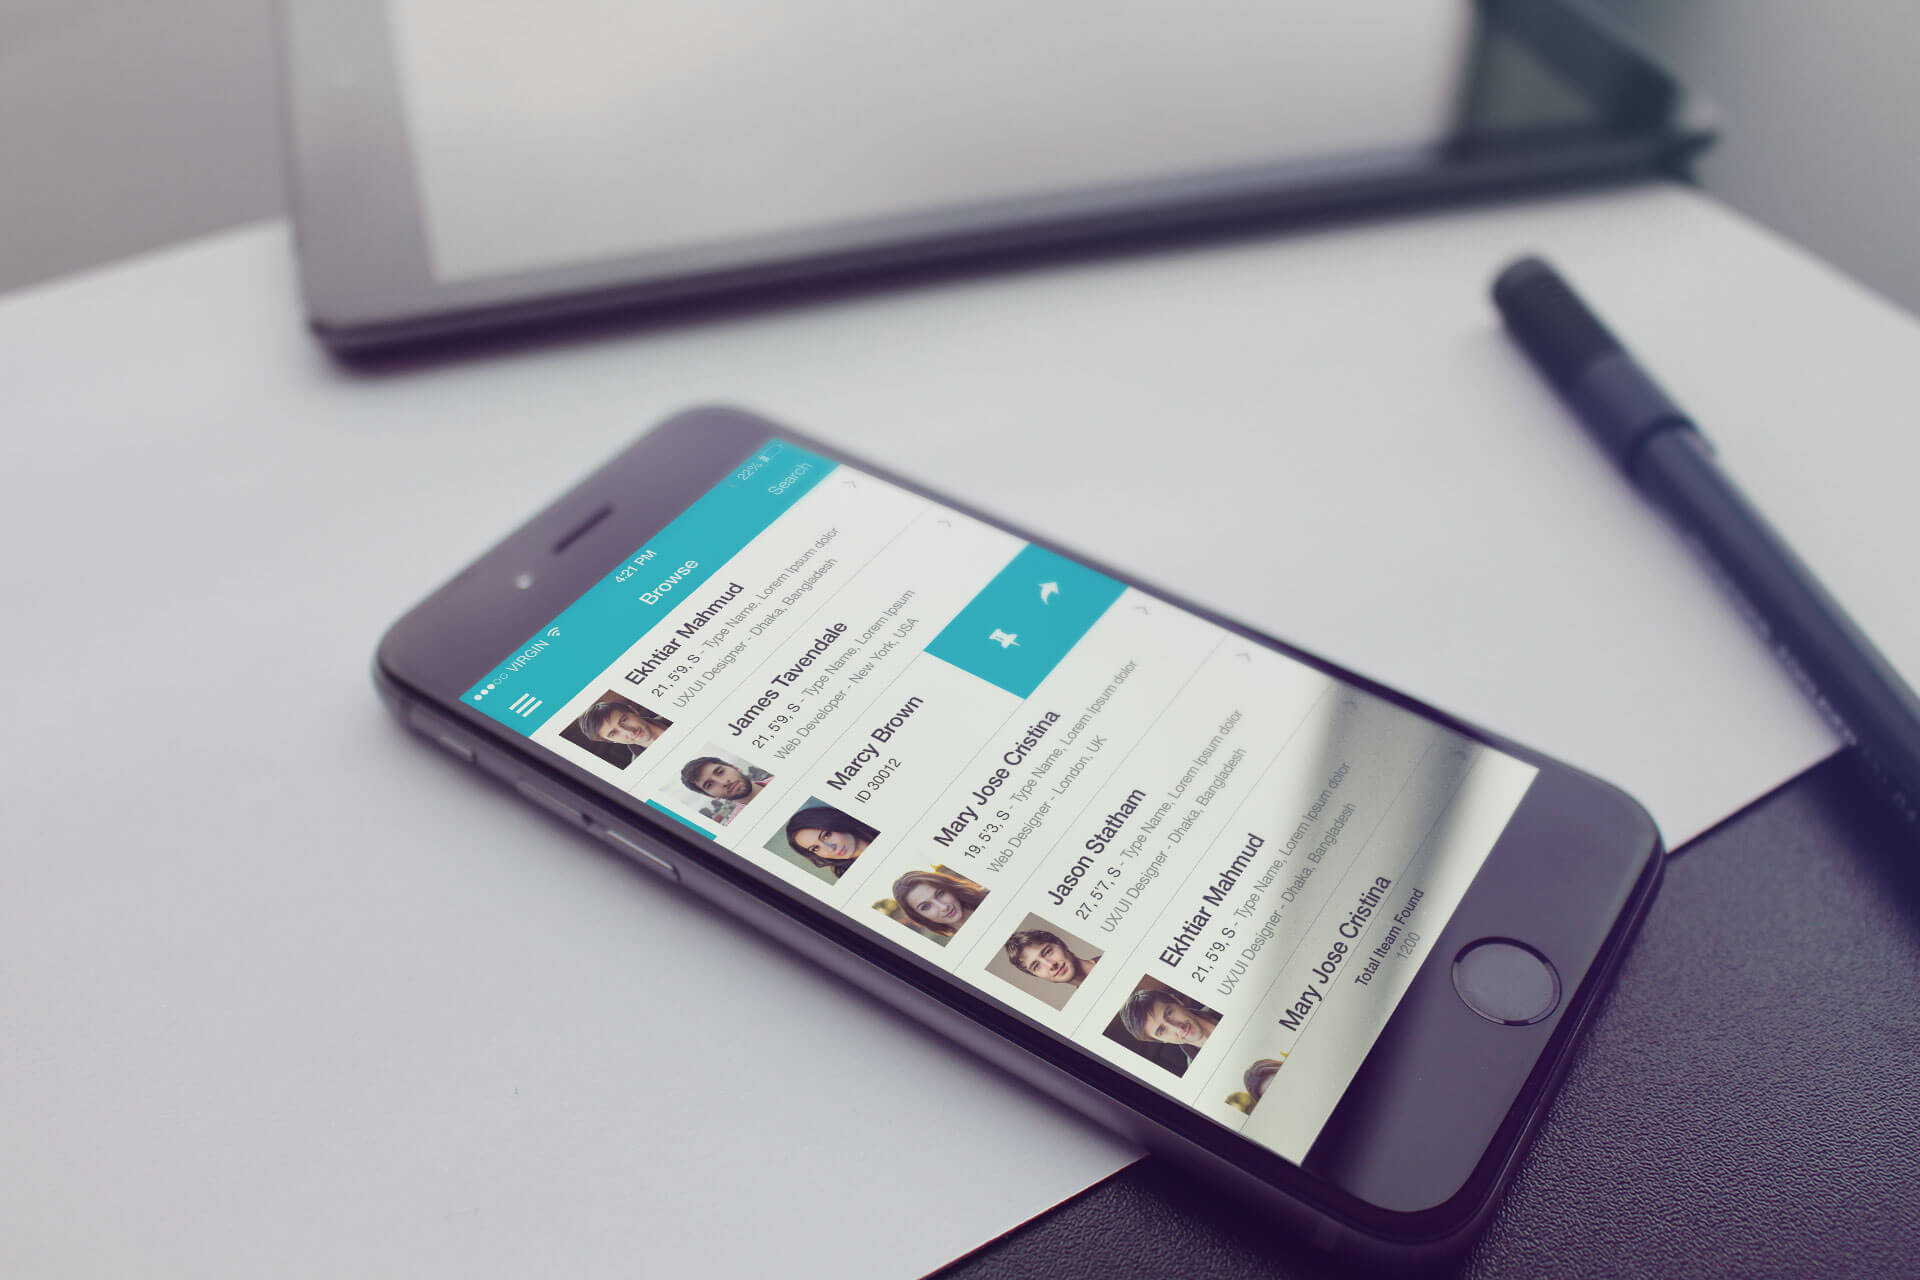 VIRGIN
4:21 PM
22%
Browse
Search
Ekhtiar Mahmud
21, 5'9, S - Type Name, Lorem Ipsum dolor
UX/UI Designer - Dhaka, Bangladesh
James Tavendale
21, 5'9, S - Type Name, Lorem Ipsum
Web Developer - New York, USA
Marcy Brown
ID 30012
Mary Jose Cristina
19, 5'3, S - Type Name, Lorem Ipsum dolor
Web Designer - London, UK
Jason Statham
27, 5'7, S - Type Name, Lorem Ipsum dolor
UX/UI Designer - Dhaka, Bangladesh
Ekhtiar Mahmud
21, 5'9, S - Type Name, Lorem Ipsum dolor
UX/UI Designer - Dhaka, Bangladesh
Mary Jose Cristina
Total Iteam Found
1200